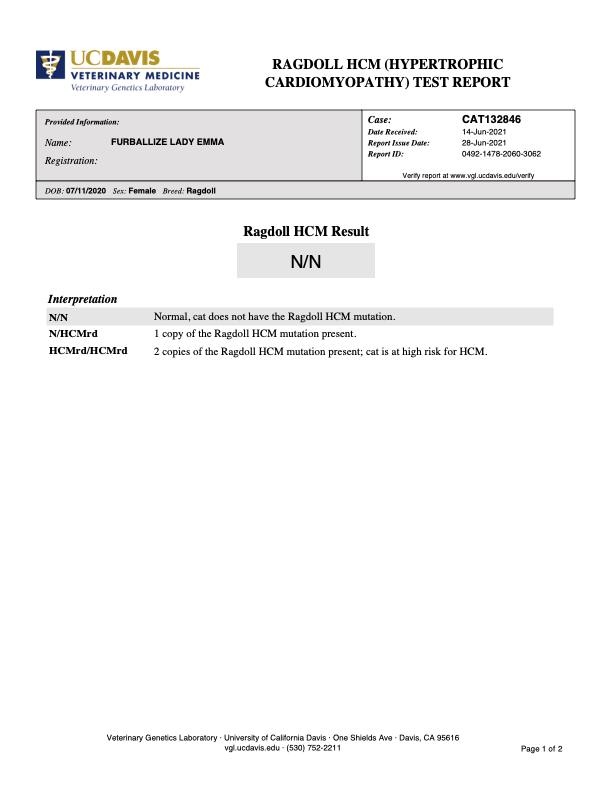 UCDAVIS
VETERINARY MEDICINE
Veterinary Genetics Laboratory
RAGDOLL HCM (HYPERTROPHIC
CARDIOMYOPATHY) TEST REPORT
Provided Information:
Name: FURBALLIZE LADY EMMA
Registration:
Case: CAT132846
Date Received: 14-Jun-2021
Report Issue Date: 28-Jun-2021
Report ID: 0492-1478-2060-3062
Verify report at www.vgl.ucdavis.edu/verify
DOB: 07/11/2020 Sex: Female Breed: Ragdoll
Ragdoll HCM Result
N/N
Interpretation
N/N Normal, cat does not have the Ragdoll HCM mutation.
N/HCMrd 1 copy of the Ragdoll HCM mutation present.
HCMrd/HCMrd 2 copies of the Ragdoll HCM mutation present; cat is at high risk for HCM.
Veterinary Genetics Laboratory · University of California Davis · One Shields Ave · Davis, CA 95616
vgl.ucdavis.edu · (530) 752-2211
Page 1 of 2